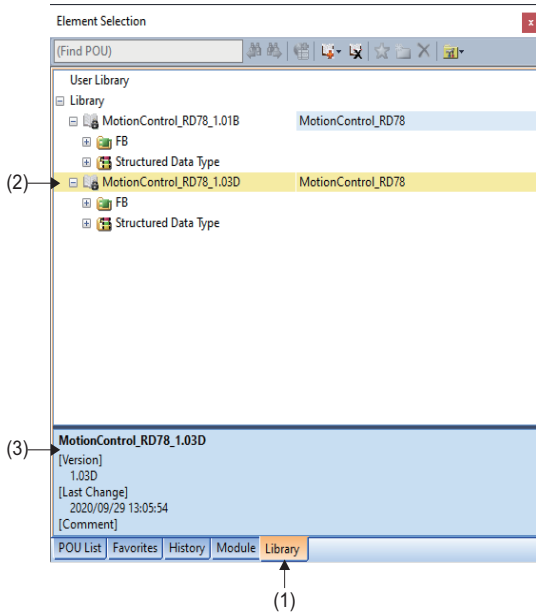 Element Selection
x
(Find POU)
User Library
Library
MotionControl_RD78_1.01B MotionControl_RD78
FB
Structured Data Type
(2) MotionControl_RD78_1.03D MotionControl_RD78
FB
Structured Data Type
(3) MotionControl_RD78_1.03D
[Version]
1.03D
[Last Change]
2020/09/29 13:05:54
[Comment]
POU List Favorites History Module Library
(1)